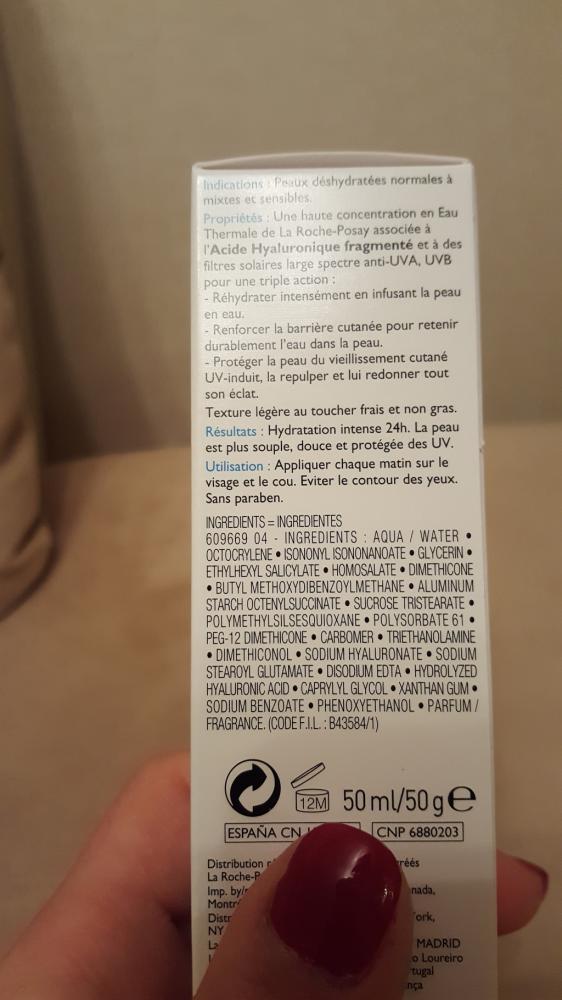 Indications : Peaux déshydratées normales à
mixtes et sensibles.
Propriétés : Une haute concentration en Eau
Thermale de La Roche-Posay associée à
l'Acide Hyaluronique fragmenté et à des
filtres solaires large spectre anti-UVA, UVB
pour une triple action :
- Réhydrater intensément en infusant la peau
en eau.
- Renforcer la barrière cutanée pour retenir
durablement l'eau dans la peau.
- Protéger la peau du vieillissement cutané
UV-induit, la repulper et lui redonner tout
son éclat.
Texture légère au toucher frais et non gras.
Résultats : Hydratation intense 24h. La peau
est plus souple, douce et protégée des UV.
Utilisation : Appliquer chaque matin sur le
visage et le cou. Eviter le contour des yeux.
Sans paraben.
INGREDIENTS = INGREDIENTES
609669 04 - INGREDIENTS : AQUA / WATER •
OCTOCRYLENE • ISONONYL ISONONANOATE • GLYCERIN •
ETHYLHEXYL SALICYLATE • HOMOSALATE • DIMETHICONE
• BUTYL METHOXYDIBENZOYLMETHANE • ALUMINUM
STARCH OCTENYLSUCCINATE • SUCROSE TRISTEARATE •
POLYMETHYLSILSESQUIOXANE • POLYSORBATE 61 •
PEG-12 DIMETHICONE • CARBOMER • TRIETHANOLAMINE
• DIMETHICONOL • SODIUM HYALURONATE • SODIUM
STEAROYL GLUTAMATE • DISODIUM EDTA • HYDROLYZED
HYALURONIC ACID • CAPRYLYL GLYCOL • XANTHAN GUM •
SODIUM BENZOATE • PHENOXYETHANOL • PARFUM /
FRAGRANCE. (CODE F.I.L. : B43584/1)
12M 50 ml/50 g e
ESPAÑA CN CNP 6880203
Distribution
La
Imp.
NY
MADRID
Loureiro